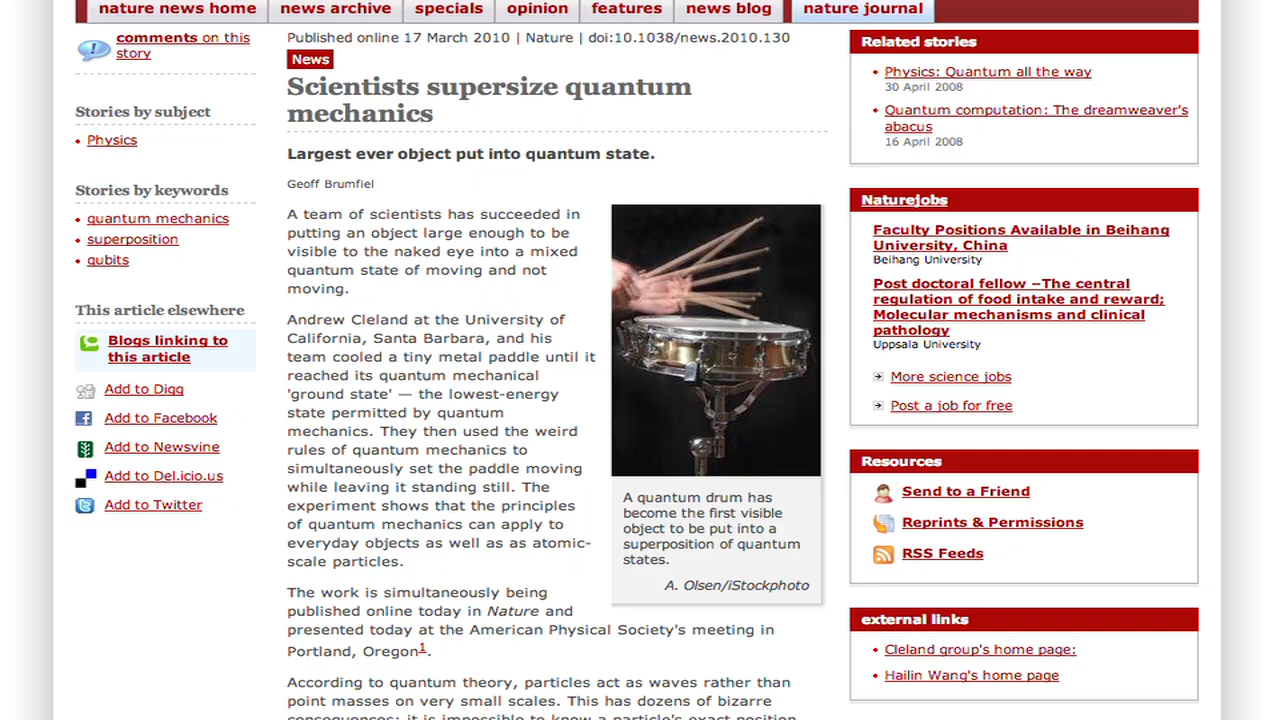 nature news home
news archive
specials
opinion
features
news blog
nature journal
comments on this
story
Stories by subject
Physics
Stories by keywords
quantum mechanics
superposition
qubits
This article elsewhere
Blogs linking to
this article
Add to Digg
Add to Facebook
Add to Newsvine
Add to Del.icio.us
Add to Twitter
Published online 17 March 2010 | Nature | doi:10.1038/news.2010.130
News
Scientists supersize quantum
mechanics
Largest ever object put into quantum state.
Geoff Brumfiel
A team of scientists has succeeded in
putting an object large enough to be
visible to the naked eye into a mixed
quantum state of moving and not
moving.
Andrew Cleland at the University of
California, Santa Barbara, and his
team cooled a tiny metal paddle until it
reached its quantum mechanical
'ground state' — the lowest-energy
state permitted by quantum
mechanics. They then used the weird
rules of quantum mechanics to
simultaneously set the paddle moving
while leaving it standing still. The
experiment shows that the principles
of quantum mechanics can apply to
everyday objects as well as as atomic-
scale particles.
A quantum drum has
become the first visible
object to be put into a
superposition of quantum
states.
A. Olsen/iStockphoto
The work is simultaneously being
published online today in Nature and
presented today at the American Physical Society's meeting in
Portland, Oregon1.
According to quantum theory, particles act as waves rather than
point masses on very small scales. This has dozens of bizarre
consequences: it is impossible to know a particle's exact position
Related stories
Physics: Quantum all the way
30 April 2008
Quantum computation: The dreamweaver's
abacus
16 April 2008
Naturejobs
Faculty Positions Available in Beihang
University, China
Beihang University
Post doctoral fellow –The central
regulation of food intake and reward;
Molecular mechanisms and clinical
pathology
Uppsala University
More science jobs
Post a job for free
Resources
Send to a Friend
Reprints & Permissions
RSS Feeds
external links
Cleland group's home page:
Hailin Wang's home page